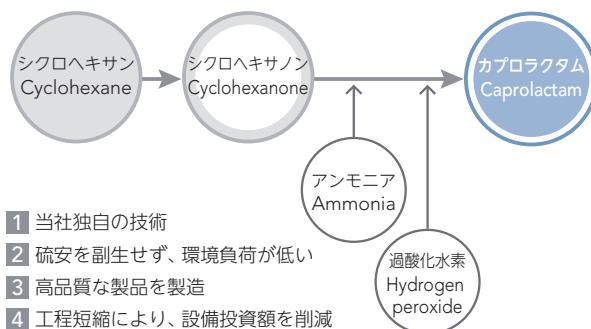 シクロヘキサン
Cyclohexane
シクロヘキサノン
Cyclohexanone
カプロラクタム
Caprolactam
アンモニア
Ammonia
過酸化水素
Hydrogen
peroxide
1 当社独自の技術
2 硫安を副生せず、環境負荷が低い
3 高品質な製品を製造
4 工程短縮により、設備投資額を削減